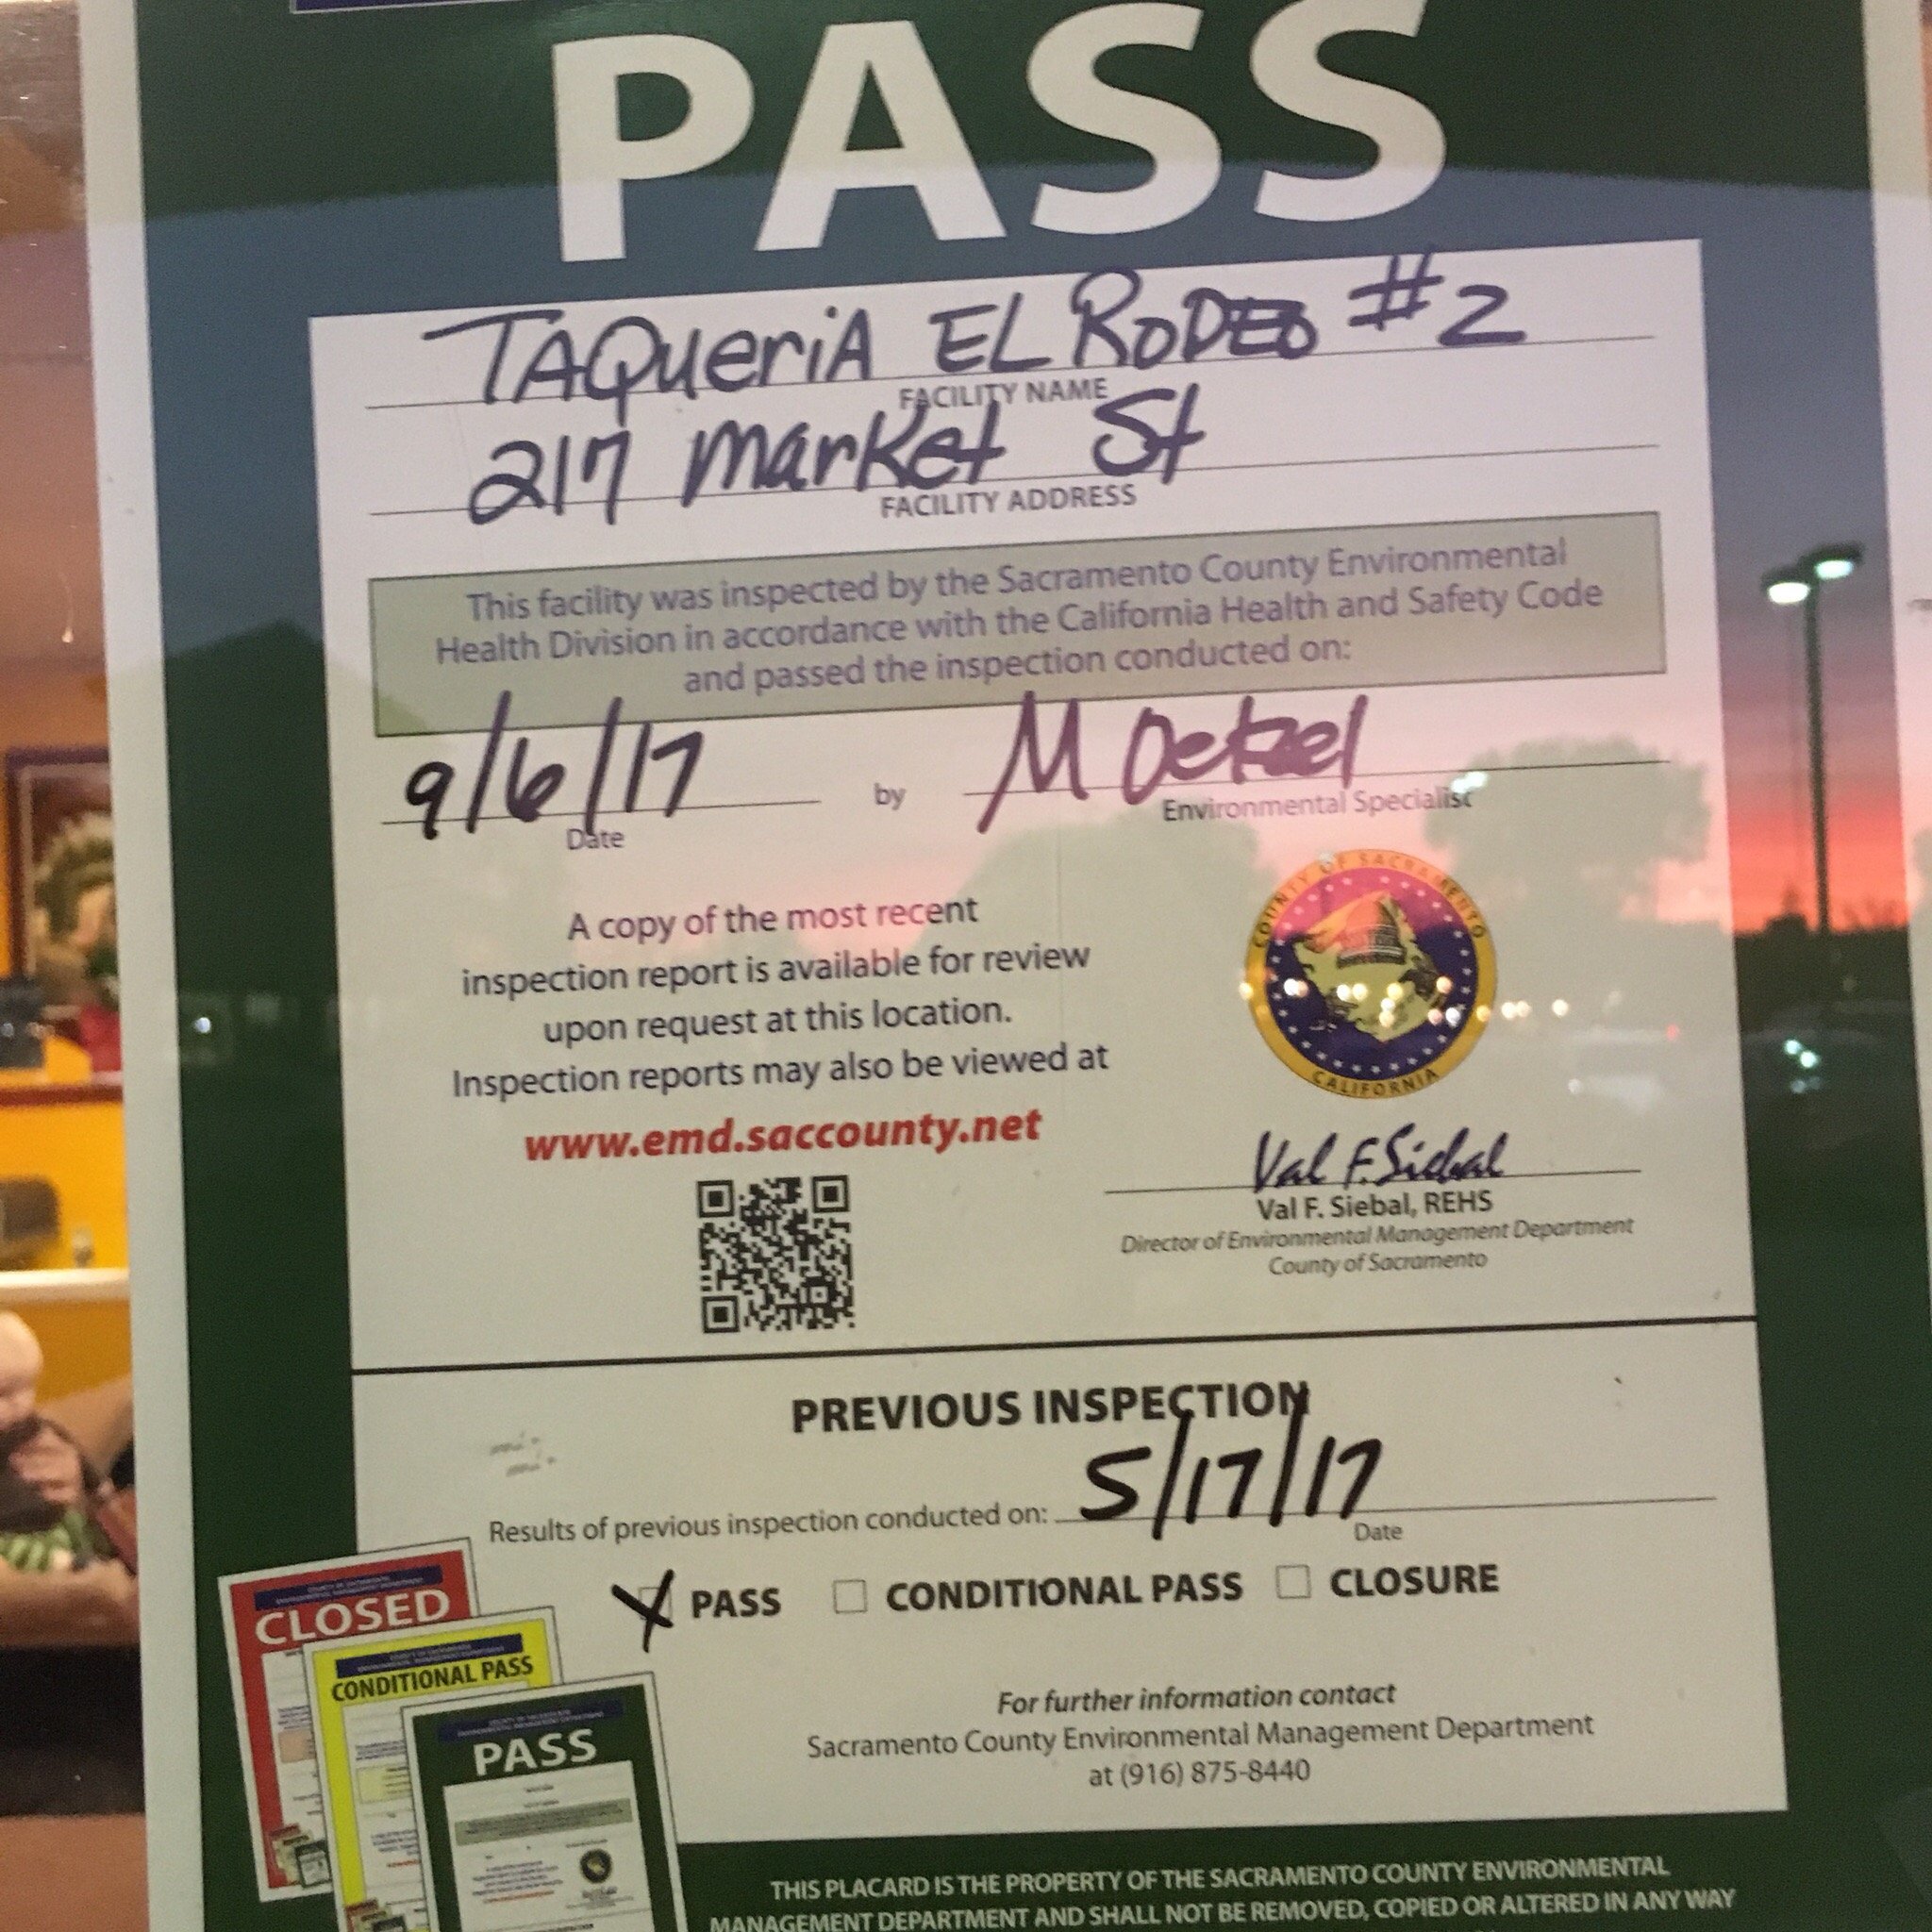 PASS
TAQueriA EL RODEO #2
FACILITY NAME
217 Market St
FACILITY ADDRESS
This facility was inspected by the Sacramento County Environmental
Health Division in accordance with the California Health and Safety Code
and passed the inspection conducted on:
9/6/17 by M Oetzel
Date
Environmental Specialist
A copy of the most recent
inspection report is available for review
upon request at this location.
Inspection reports may also be viewed at
www.emd.saccounty.net
COUNTY OF SACRAMENTO
CALIFORNIA
Val F. Siebal
Val F. Siebal, REHS
Director of Environmental Management Department
County of Sacramento
PREVIOUS INSPECTION
Results of previous inspection conducted on: 5/17/17
Date
PASS CONDITIONAL PASS CLOSURE
CLOSED
CONDITIONAL PASS
PASS
For further information contact
Sacramento County Environmental Management Department
at (916) 875-8440
THIS PLACARD IS THE PROPERTY OF THE SACRAMENTO COUNTY ENVIRONMENTAL
MANAGEMENT DEPARTMENT AND SHALL NOT BE REMOVED, COPIED OR ALTERED IN ANY WAY